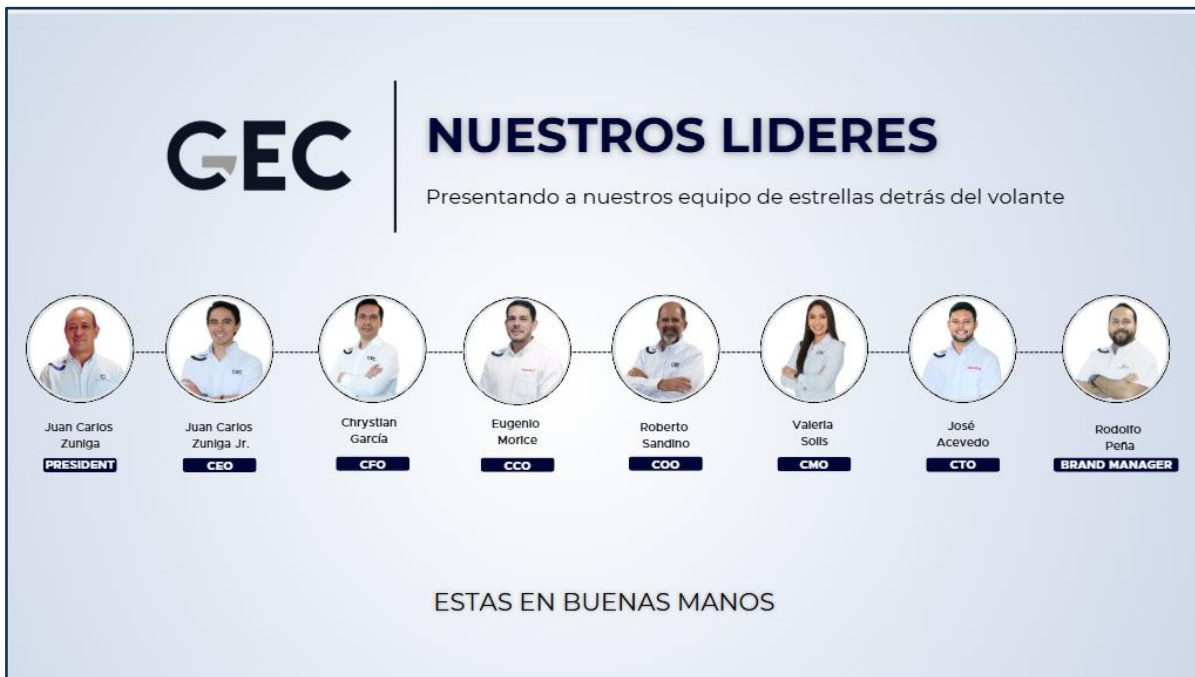 GEC
NUESTROS LIDERES
Presentando a nuestros equipo de estrellas detrás del volante
Juan Carlos
Zuniga
PRESIDENT
Juan Carlos
Zuniga Jr.
CEO
Chrystian
García
CFO
Eugenio
Morice
CCO
Roberto
Sandino
COO
Valeria
Solis
CMO
José
Acevedo
CTO
Rodolfo
Peña
BRAND MANAGER
ESTAS EN BUENAS MANOS